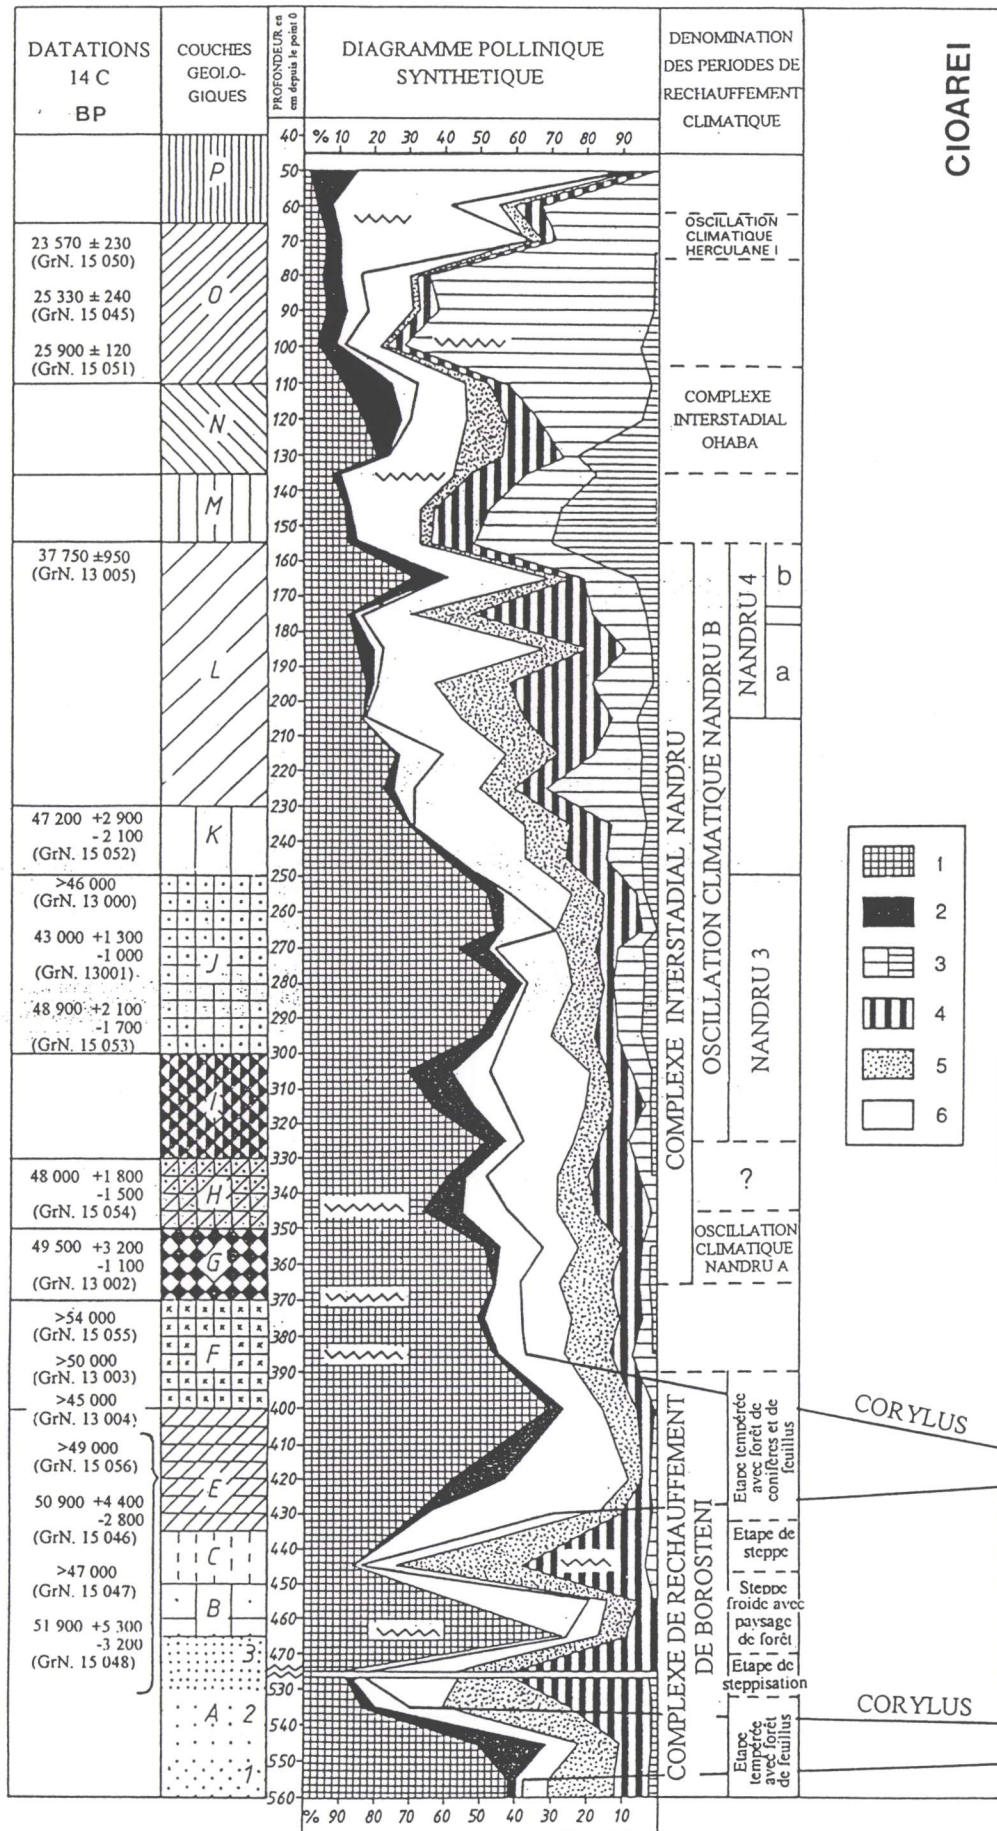 DATATIONS
14 C
BP
COUCHES
GEOLO-
GIQUES
PROFONDEUR en
cm depuis le point 0
DIAGRAMME POLLINIQUE
SYNTHETIQUE
DENOMINATION
DES PERIODES DE
RECHAUFFEMENT
CLIMATIQUE
CIOAREI
% 10 20 30 40 50 60 70 80 90
40
50
60
70
80
90
100
110
120
130
140
150
160
170
180
190
200
210
220
230
240
250
260
270
280
290
300
310
320
330
340
350
360
370
380
390
400
410
420
430
440
450
460
470
530
540
550
560
% 90 80 70 60 50 40 30 20 10
23 570 ± 230
(GrN. 15 050)
25 330 ± 240
(GrN. 15 045)
25 900 ± 120
(GrN. 15 051)
37 750 ±950
(GrN. 13 005)
47 200 +2 900
-2 100
(GrN. 15 052)
>46 000
(GrN. 13 000)
43 000 +1 300
-1 000
(GrN. 13001)
48 900 +2 100
-1 700
(GrN. 15 053)
48 000 +1 800
-1 500
(GrN. 15 054)
49 500 +3 200
-1 100
(GrN. 13 002)
>54 000
(GrN. 15 055)
>50 000
(GrN. 13 003)
>45 000
(GrN. 13 004)
>49 000
(GrN. 15 056)
50 900 +4 400
-2 800
(GrN. 15 046)
>47 000
(GrN. 15 047)
51 900 +5 300
-3 200
(GrN. 15 048)
P
O
N
M
L
K
J
I
H
G
F
E
C
B
3
A 2
1
OSCILLATION
CLIMATIQUE
HERCULANE I
COMPLEXE
INTERSTADIAL
OHABA
COMPLEXE INTERSTADIAL NANDRU
OSCILLATION CLIMATIQUE NANDRU B
NANDRU 4
b
a
NANDRU 3
?
OSCILLATION
CLIMATIQUE
NANDRU A
COMPLEXE DE RECHAUFFEMENT
DE BOROSTENI
Etape tempérée
avec forêt de
conifères et de
feuillus
Etape de
steppe
Steppe
froide avec
paysage
de forêt
Etape de
steppisation
Etape
tempérée
avec forêt
de feuillus
CORYLUS
CORYLUS
1
2
3
4
5
6